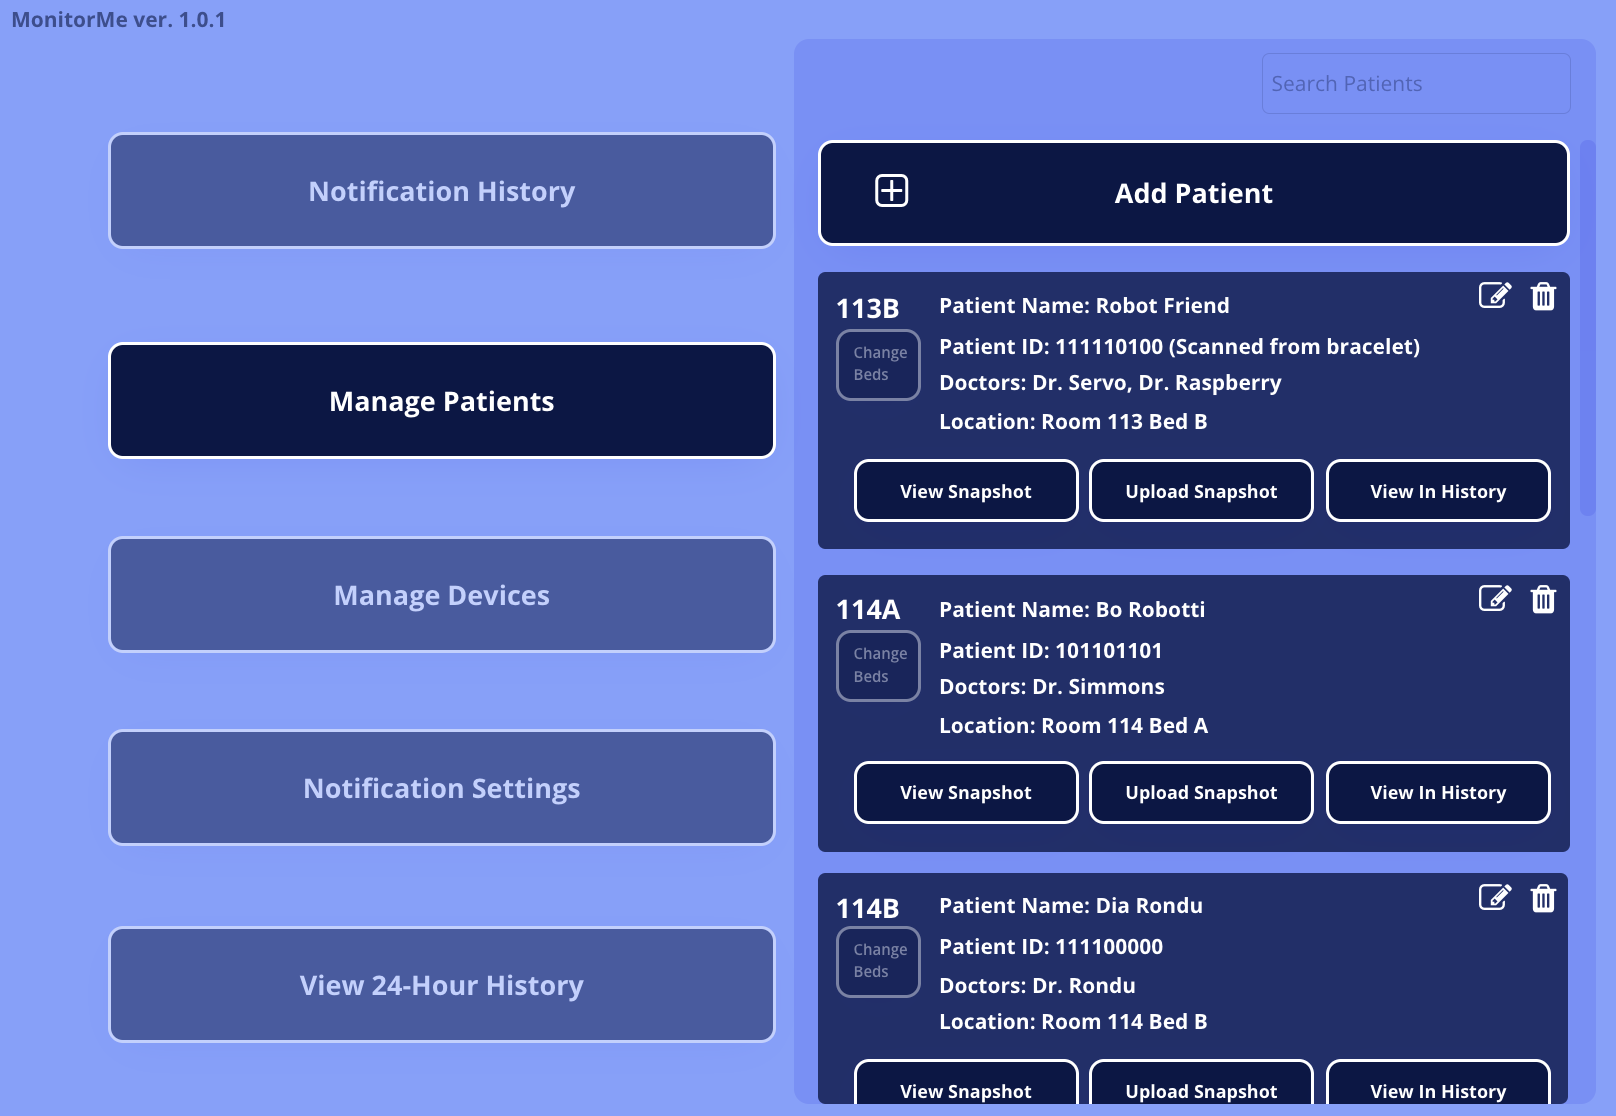 MonitorMe ver. 1.0.1
Notification History
Manage Patients
Manage Devices
Notification Settings
View 24-Hour History
Search Patients
Add Patient
113B
Change
Beds
Patient Name: Robot Friend
Patient ID: 111110100 (Scanned from bracelet)
Doctors: Dr. Servo, Dr. Raspberry
Location: Room 113 Bed B
View Snapshot
Upload Snapshot
View In History
114A
Change
Beds
Patient Name: Bo Robotti
Patient ID: 101101101
Doctors: Dr. Simmons
Location: Room 114 Bed A
View Snapshot
Upload Snapshot
View In History
114B
Change
Beds
Patient Name: Dia Rondu
Patient ID: 111100000
Doctors: Dr. Rondu
Location: Room 114 Bed B
View Snapshot
Upload Snapshot
View In History